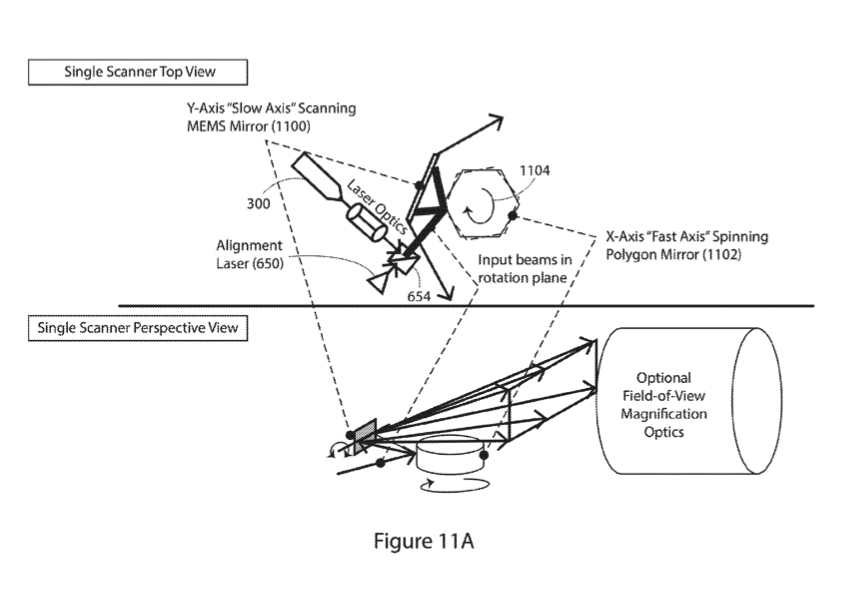 Single Scanner Top View
Y-Axis "Slow Axis" Scanning
MEMS Mirror (1100)
1104
300
Laser Optics
X-Axis "Fast Axis" Spinning
Polygon Mirror (1102)
Alignment
Laser (650)
Input beams in
rotation plane
654
Single Scanner Perspective View
Optional
Field-of-View
Magnification
Optics
Figure 11A